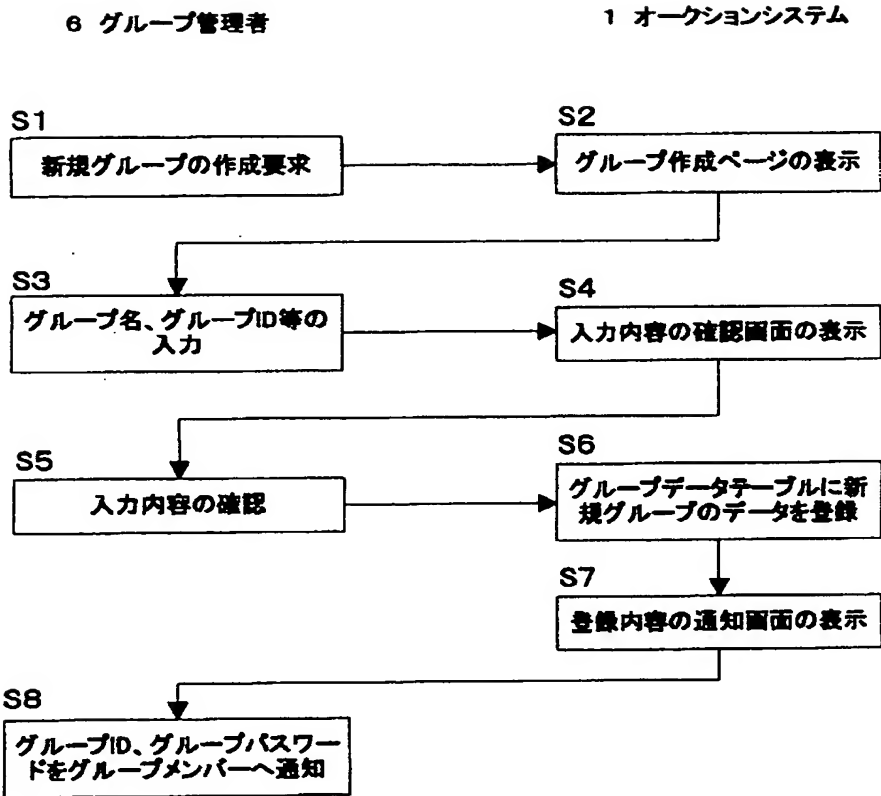 6 グループ管理者
1 オークションシステム
S1
新規グループの作成要求
S2
グループ作成ページの表示
S3
グループ名、グループID等の
入力
S4
入力内容の確認画面の表示
S5
入力内容の確認
S6
グループデータテーブルに新
規グループのデータを登録
S7
登録内容の通知画面の表示
S8
グループID、グループパスワー
ドをグループメンバーへ通知